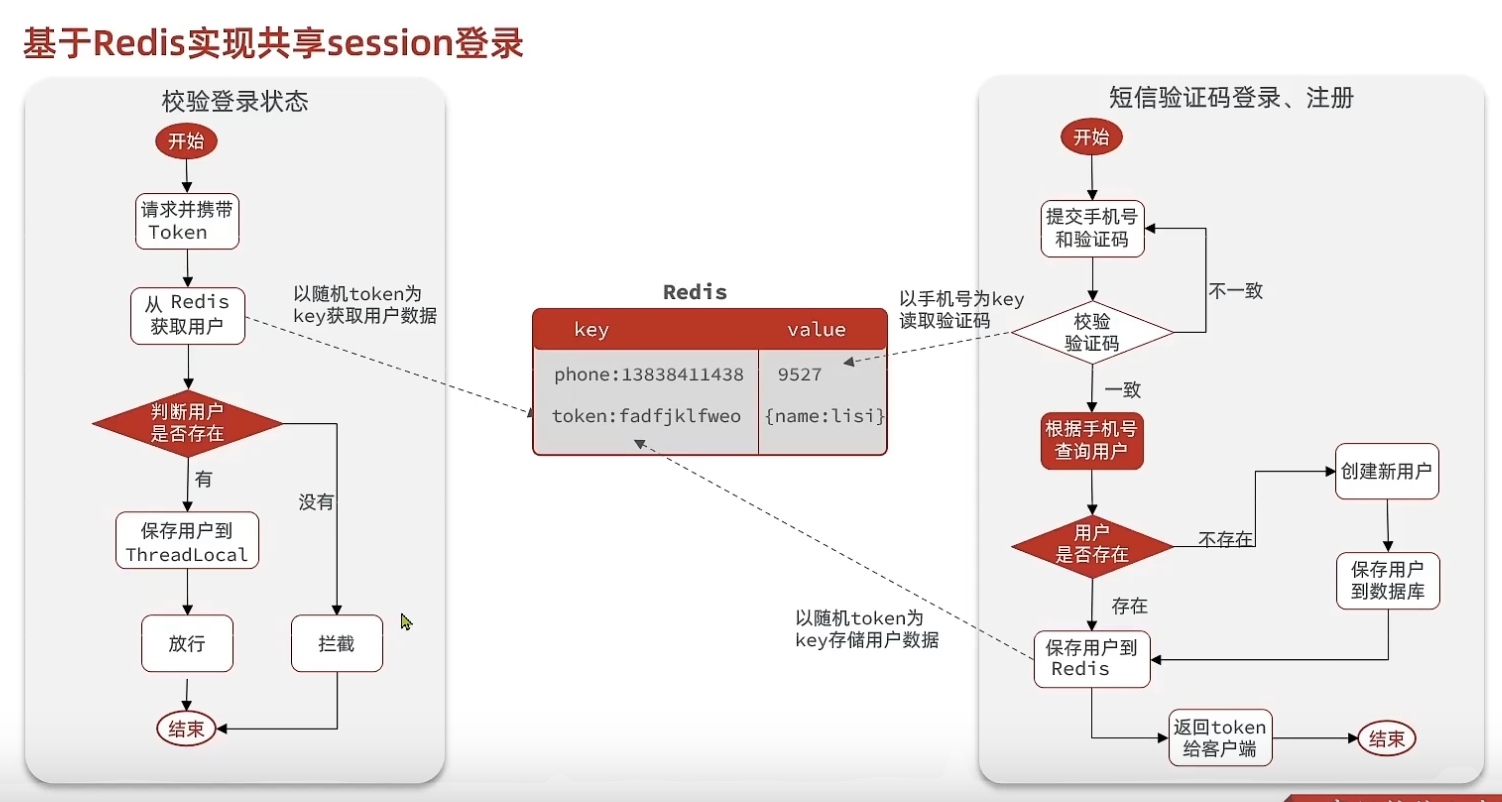 基于Redis实现共享session登录
校验登录状态
开始
请求并携带
Token
从 Redis
获取用户
以随机token为
key获取用户数据
判断用户
是否存在
有
没有
保存用户到
ThreadLocal
放行
拦截
结束
Redis
key value
phone:13838411438 9527
token:fadfjklfweo {name:lisi}
以手机号为key
读取验证码
以随机token为
key存储用户数据
短信验证码登录、注册
开始
提交手机号
和验证码
不一致
校验
验证码
一致
根据手机号
查询用户
用户
是否存在
不存在
创建新用户
保存用户
到数据库
存在
保存用户到
Redis
返回token
给客户端
结束